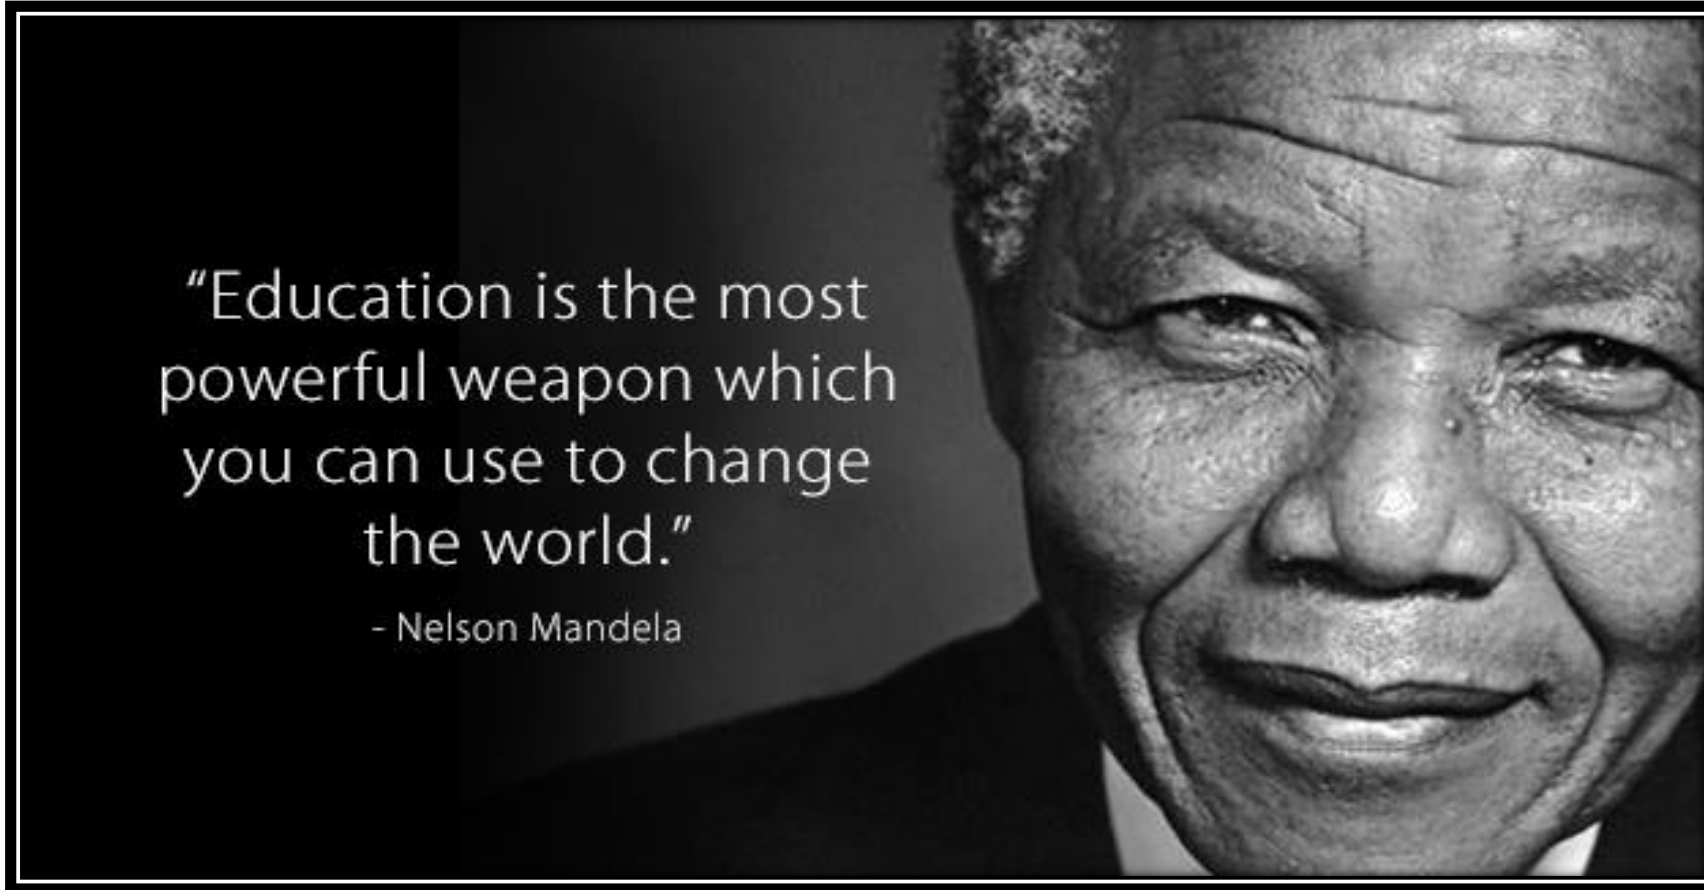 “Education is the most
powerful weapon which
you can use to change
the world.”
- Nelson Mandela